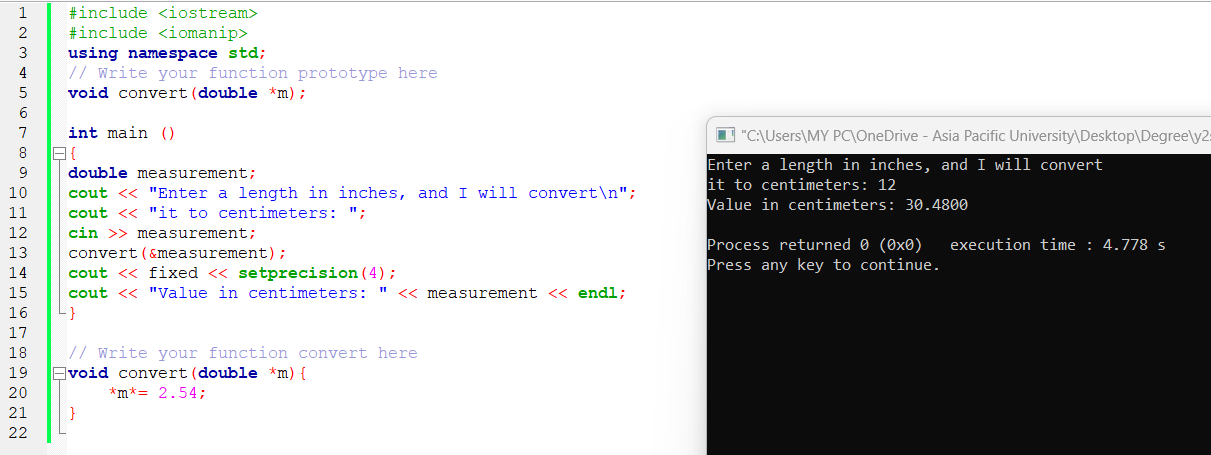 1 #include <iostream>
2 #include <iomanip>
3 using namespace std;
4 // Write your function prototype here
5 void convert(double *m);
6
7 int main ()
8 {
9 double measurement;
10 cout << "Enter a length in inches, and I will convert\n";
11 cout << "it to centimeters: ";
12 cin >> measurement;
13 convert(&measurement);
14 cout << fixed << setprecision(4);
15 cout << "Value in centimeters: " << measurement << endl;
16 }
17
18 // Write your function convert here
19 void convert(double *m){
20 *m*= 2.54;
21 }
22
"C:\Users\MY PC\OneDrive - Asia Pacific University\Desktop\Degree\y2
Enter a length in inches, and I will convert
it to centimeters: 12
Value in centimeters: 30.4800
Process returned 0 (0x0) execution time : 4.778 s
Press any key to continue.